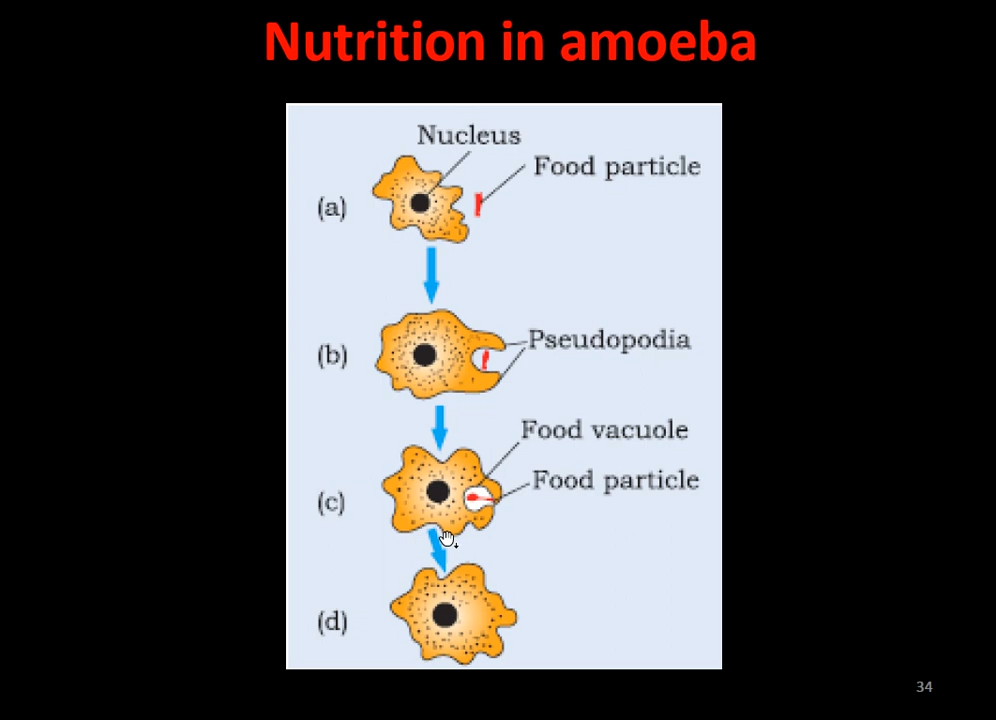 Nutrition in amoeba
Nucleus
Food particle
(a)
(b)
Pseudopodia
Food vacuole
Food particle
(c)
(d)
34